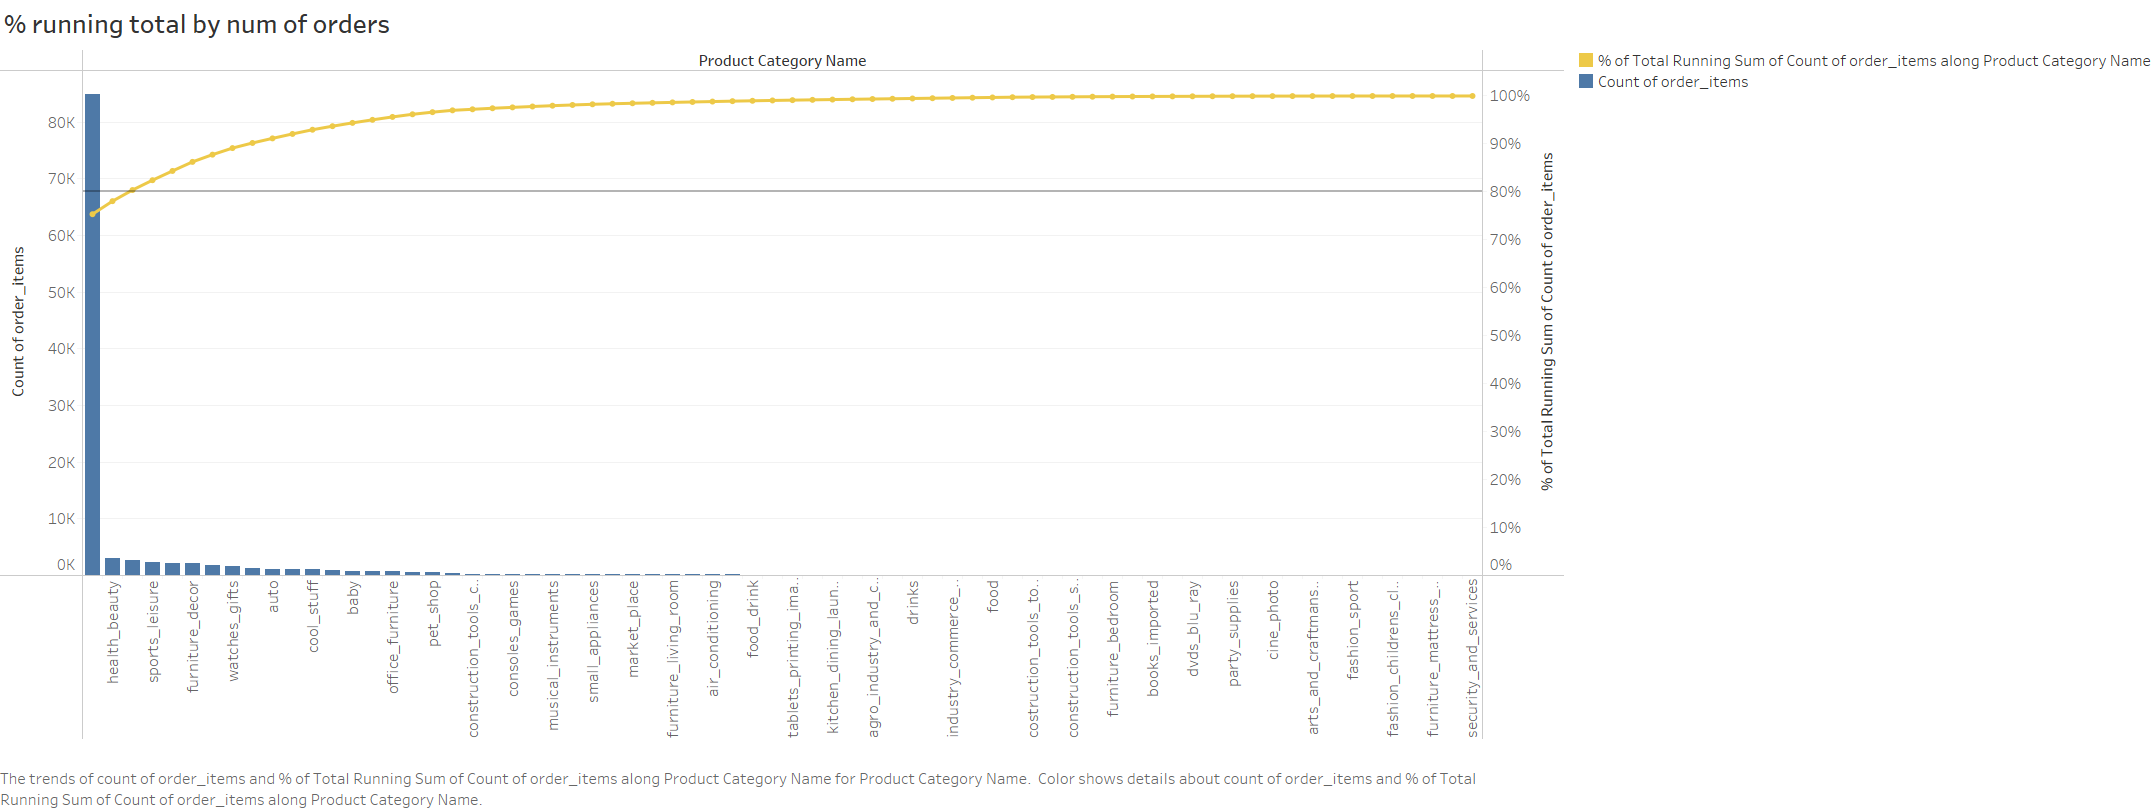 % running total by num of orders
Product Category Name
% of Total Running Sum of Count of order_items along Product Category Name
Count of order_items
Count of order_items
80K
70K
60K
50K
40K
30K
20K
10K
0K
100%
90%
80%
70%
60%
50%
40%
30%
20%
10%
0%
% of Total Running Sum of Count of order_items
health_beauty
sports_leisure
furniture_decor
watches_gifts
auto
cool_stuff
baby
office_furniture
pet_shop
construction_tools_c..
consoles_games
musical_instruments
small_appliances
market_place
furniture_living_room
air_conditioning
food_drink
tablets_printing_ima..
kitchen_dining_laun..
agro_industry_and_c..
drinks
industry_commerce_..
food
costruction_tools_to..
construction_tools_s..
furniture_bedroom
books_imported
dvds_blu_ray
party_supplies
cine_photo
arts_and_craftmans..
fashion_sport
fashion_childrens_cl..
furniture_mattress_..
security_and_services
The trends of count of order_items and % of Total Running Sum of Count of order_items along Product Category Name for Product Category Name.  Color shows details about count of order_items and % of Total
Running Sum of Count of order_items along Product Category Name.